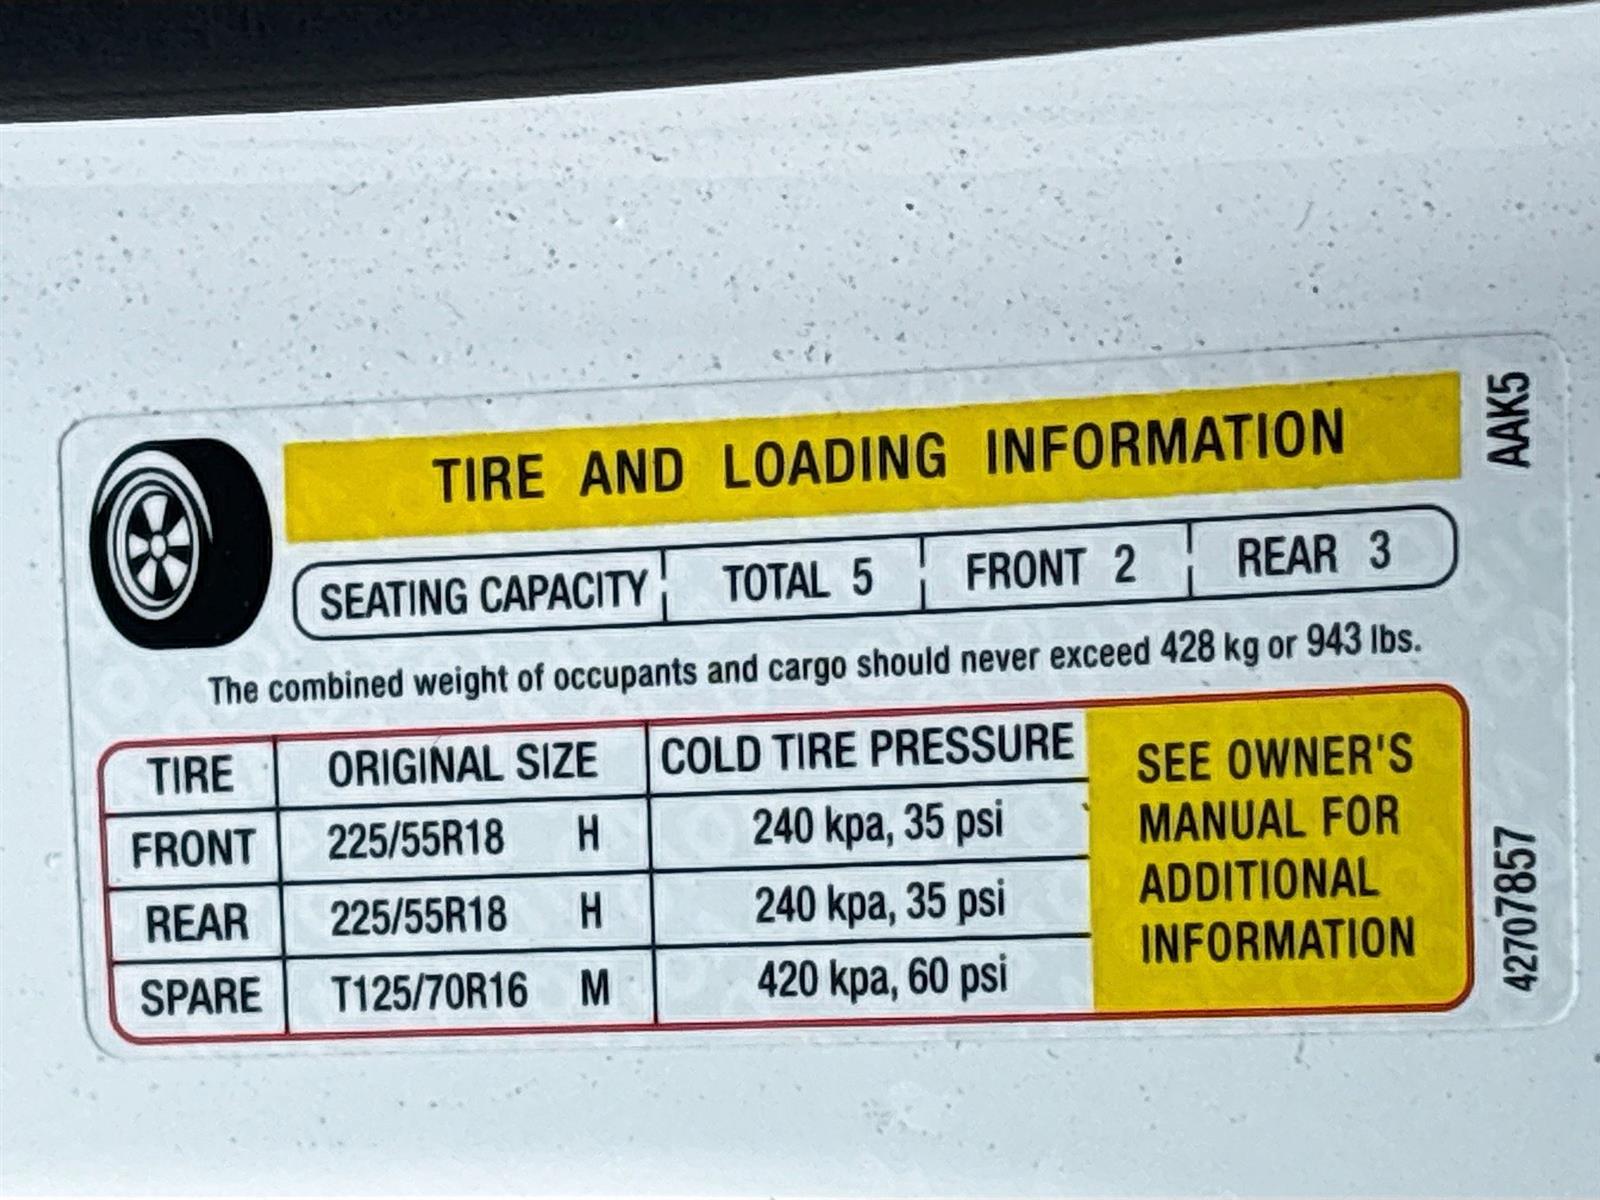 TIRE AND LOADING INFORMATION
AAK5
SEATING CAPACITY TOTAL 5 FRONT 2 REAR 3
The combined weight of occupants and cargo should never exceed 428 kg or 943 lbs.
TIRE ORIGINAL SIZE COLD TIRE PRESSURE
FRONT 225/55R18 H 240 kpa, 35 psi
REAR 225/55R18 H 240 kpa, 35 psi
SPARE T125/70R16 M 420 kpa, 60 psi
SEE OWNER'S
MANUAL FOR
ADDITIONAL
INFORMATION
42707857